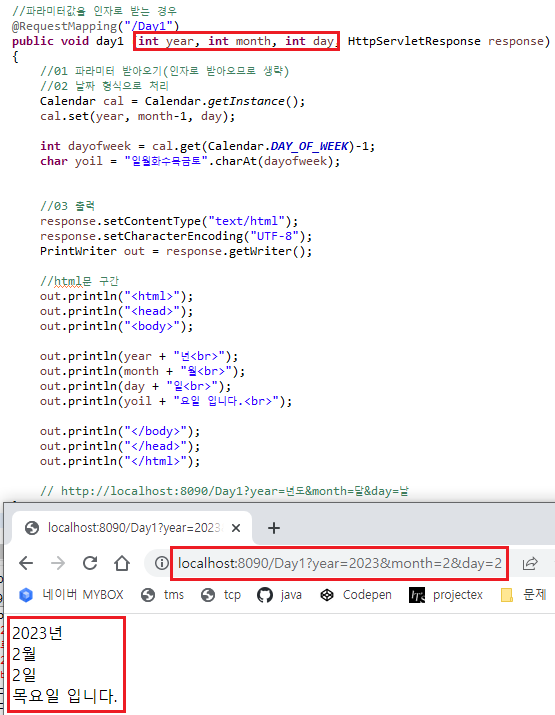 //파라미터값을 인자로 받는 경우
@RequestMapping("/Day1")
public void day1 (int year, int month, int day, HttpServletResponse response)
{
//01 파라미터 받아오기(인자로 받아오므로 생략)
//02 날짜 형식으로 처리
Calendar cal = Calendar.getInstance();
cal.set(year, month-1, day);
int dayofweek = cal.get(Calendar.DAY_OF_WEEK)-1;
char yoil = "일월화수목금토".charAt(dayofweek);
//03 출력
response.setContentType("text/html");
response.setCharacterEncoding("UTF-8");
PrintWriter out = response.getWriter();
//html문 구간
out.println("<html>");
out.println("<head>");
out.println("<body>");
out.println(year + "년<br>");
out.println(month + "월<br>");
out.println(day + "일<br>");
out.println(yoil + "요일 입니다.<br>");
out.println("</body>");
out.println("</head>");
out.println("</html>");
// http://localhost:8090/Day1?year=년도&month=달&day=날
localhost:8090/Day1?year=2023
localhost:8090/Day1?year=2023&month=2&day=2
네이버 MYBOX tms tcp java Codepen projectex 문제
2023년
2월
2일
목요일 입니다.